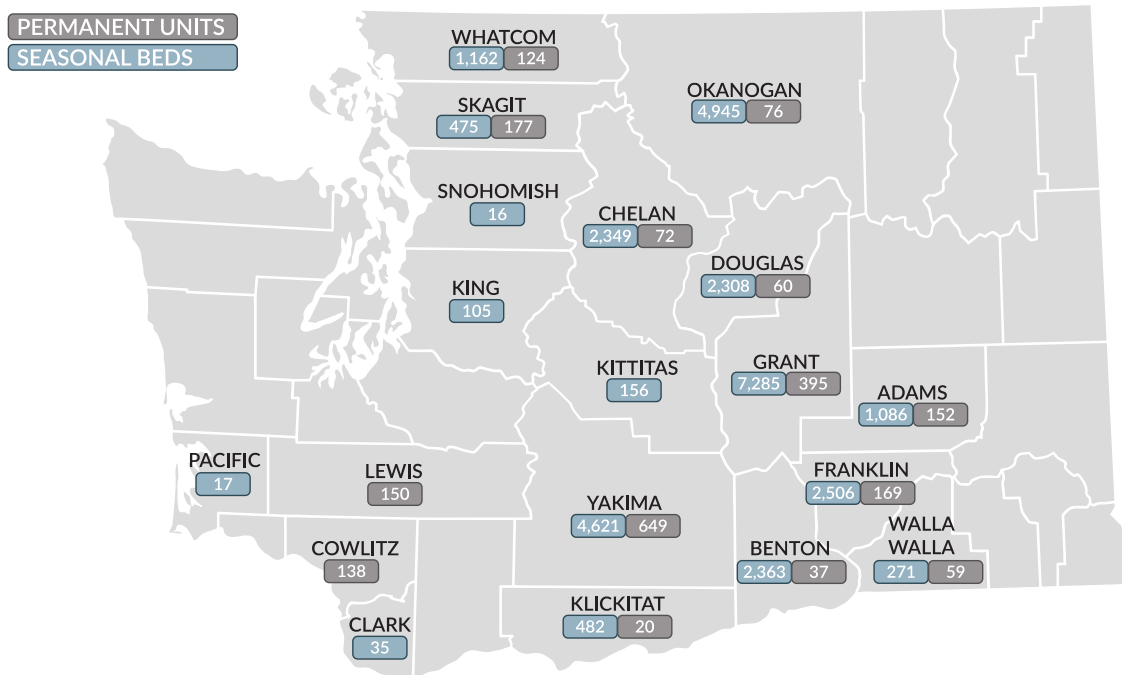 PERMANENT UNITS
SEASONAL BEDS
WHATCOM
1,162 124
OKANOGAN
4,945 76
SKAGIT
475 177
SNOHOMISH
16
CHELAN
2,349 72
DOUGLAS
2,308 60
KING
105
KITTITAS
156
GRANT
7,285 395
ADAMS
1,086 152
PACIFIC
17
LEWIS
150
FRANKLIN
2,506 169
YAKIMA
4,621 649
WALLA
WALLA
271 59
BENTON
2,363 37
COWLITZ
138
KLICKITAT
482 20
CLARK
35